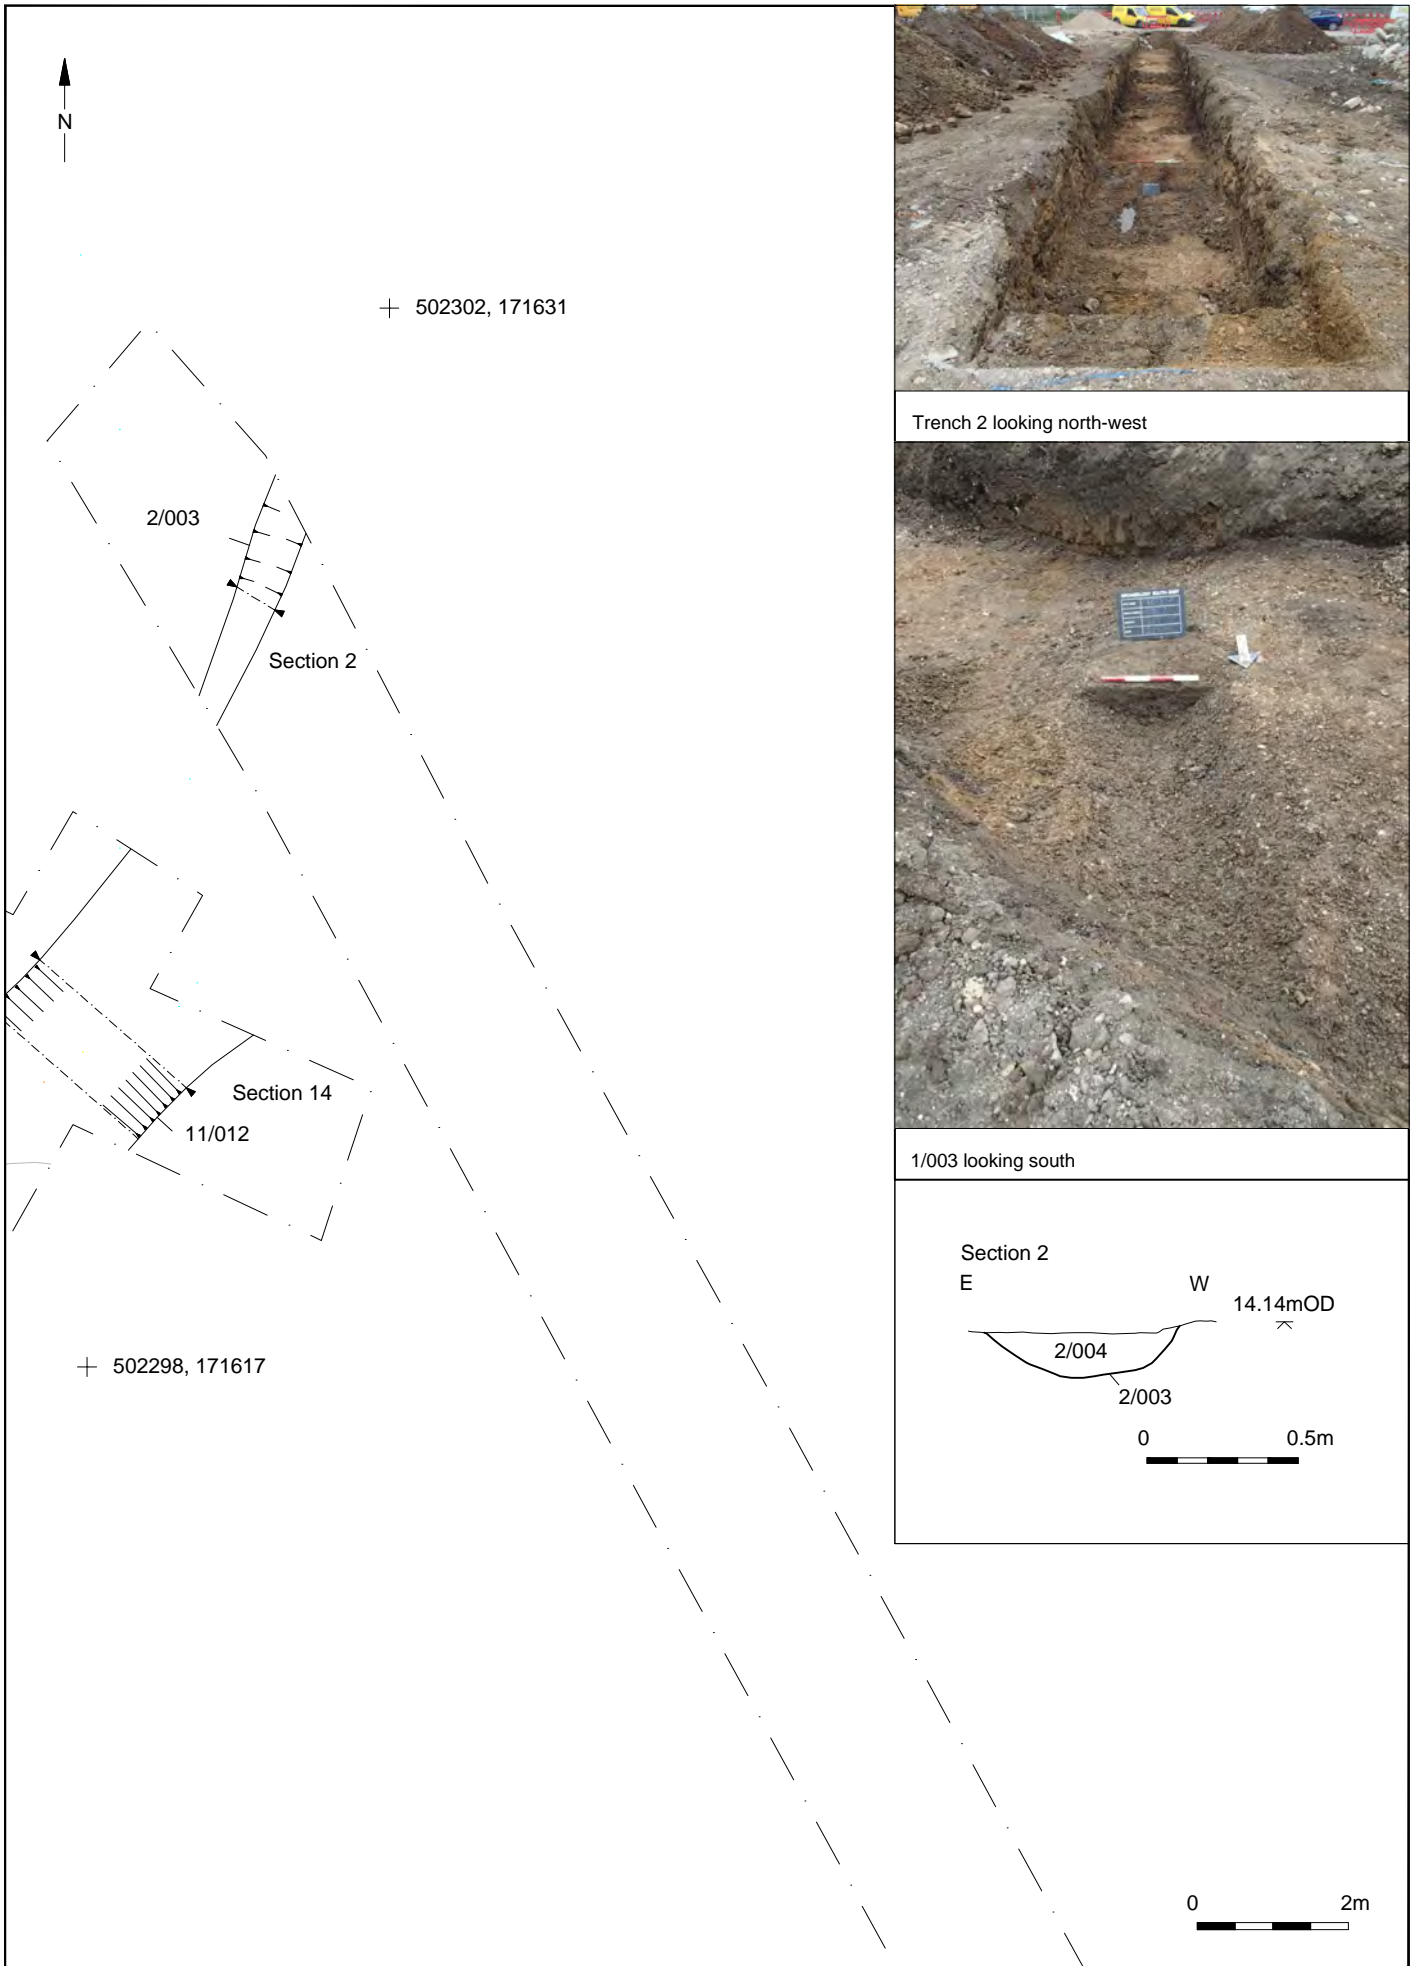 N
502302, 171631
2/003
Section 2
Section 14
11/012
502298, 171617
0 2m
Trench 2 looking north-west
1/003 looking south
Section 2
E W
14.14mOD
2/004
2/003
0 0.5m